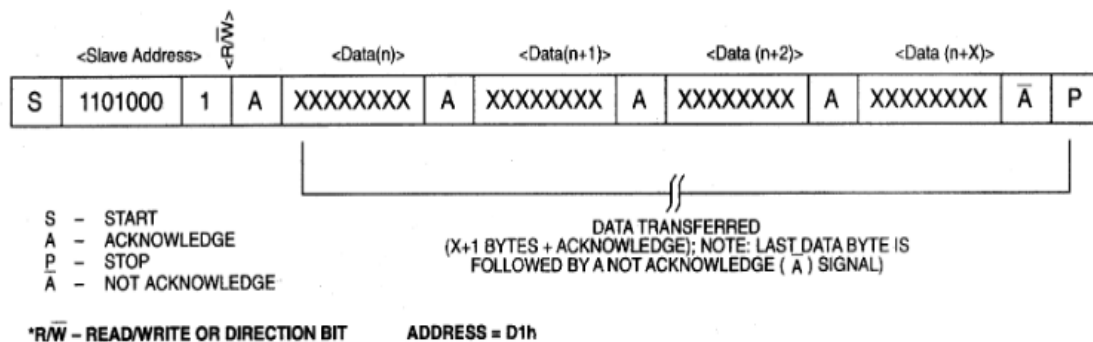 <R/W̅>
<Slave Address> <Data(n)> <Data(n+1)> <Data (n+2)> <Data (n+X)>
S 1101000 1 A XXXXXXXX A XXXXXXXX A XXXXXXXX A XXXXXXXX A̅ P
S – START
A – ACKNOWLEDGE
P – STOP
A̅ – NOT ACKNOWLEDGE
DATA TRANSFERRED
(X+1 BYTES + ACKNOWLEDGE); NOTE: LAST DATA BYTE IS
FOLLOWED BY A NOT ACKNOWLEDGE ( A̅ ) SIGNAL)
*R/W̅ – READ/WRITE OR DIRECTION BIT ADDRESS = D1h